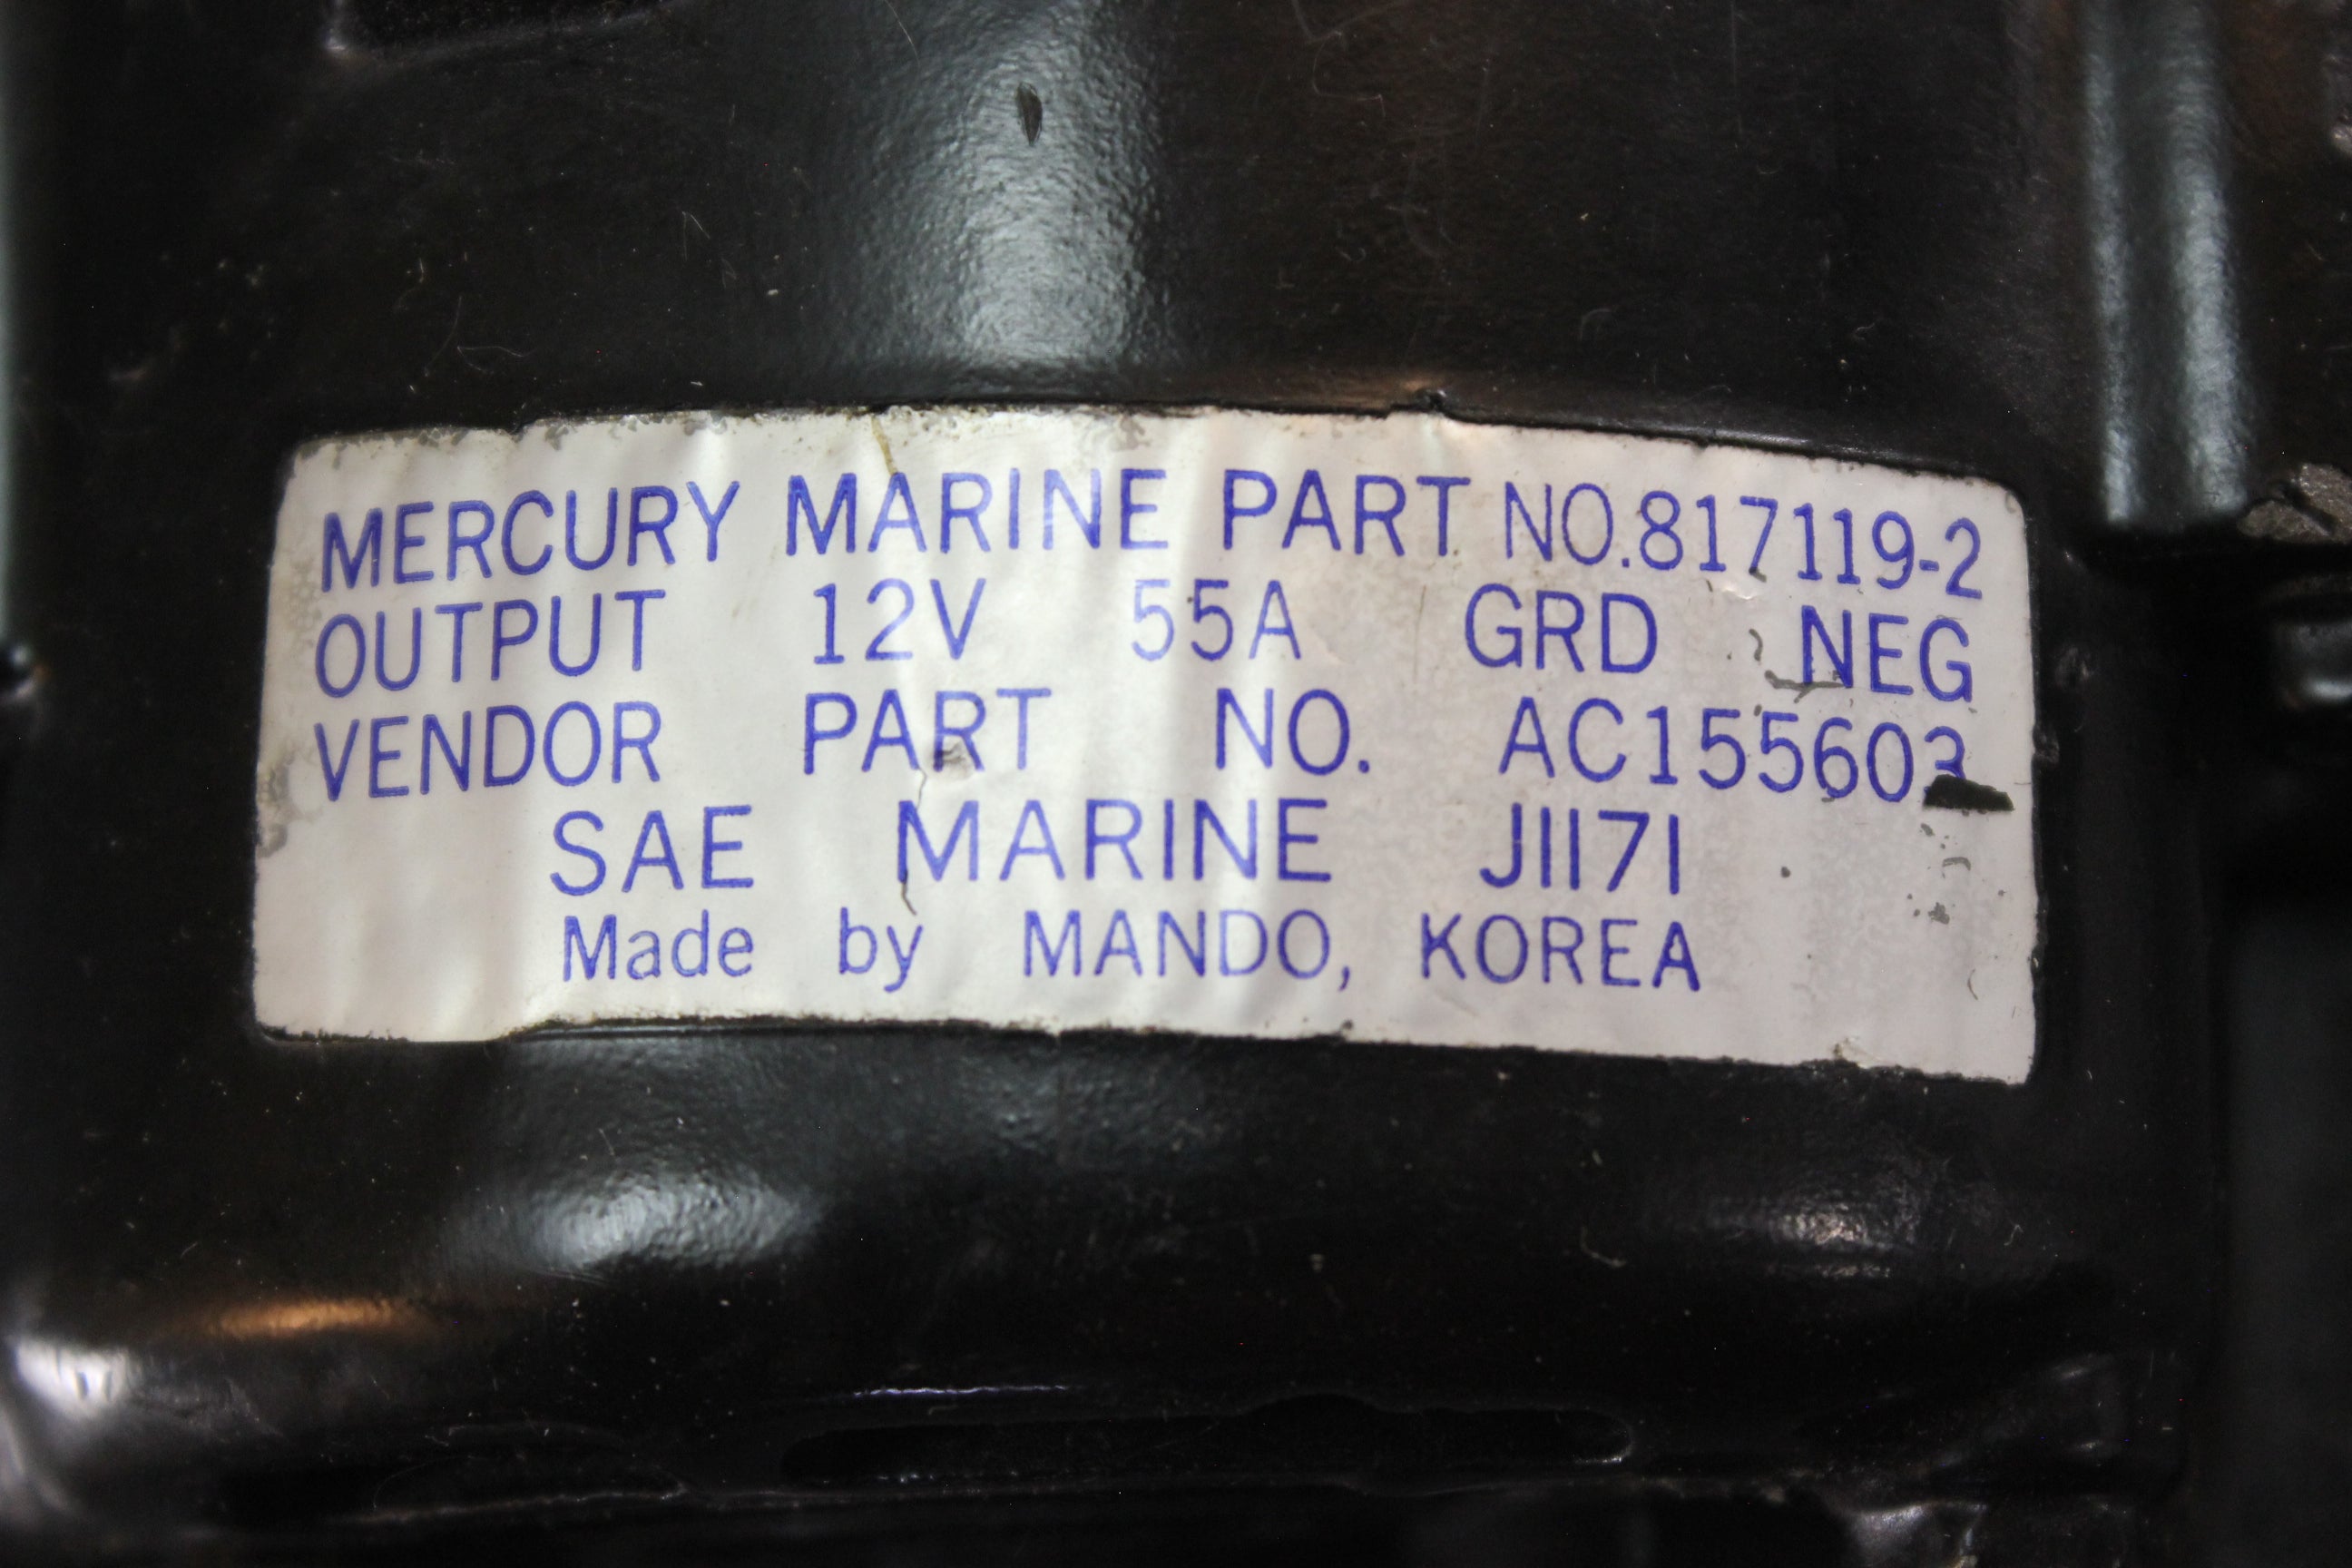 MERCURY MARINE PART NO.817119-2
OUTPUT 12V 55A GRD NEG
VENDOR PART NO. AC155603
SAE MARINE J1171
Made by MANDO, KOREA